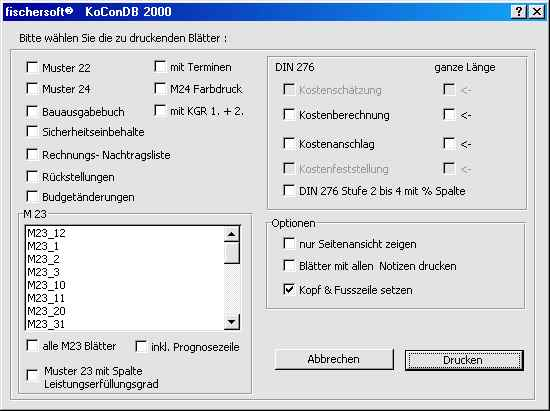 fischersoft® KoConDB 2000
Bitte wählen Sie die zu druckenden Blätter :
Muster 22
mit Terminen
Muster 24
M24 Farbdruck
Bauausgabebuch
mit KGR 1. + 2.
Sicherheitseinbehalte
Rechnungs- Nachtragsliste
Rückstellungen
Budgetänderungen
DIN 276 ganze Länge
Kostenschätzung <-
Kostenberechnung <-
Kostenanschlag <-
Kostenfeststellung <-
DIN 276 Stufe 2 bis 4 mit % Spalte
M 23
M23_12
M23_1
M23_2
M23_3
M23_10
M23_11
M23_20
M23_31
alle M23 Blätter
inkl. Prognosezeile
Muster 23 mit Spalte
Leistungserfüllungsgrad
Optionen
nur Seitenansicht zeigen
Blätter mit allen Notizen drucken
Kopf & Fusszeile setzen
Abbrechen
Drucken